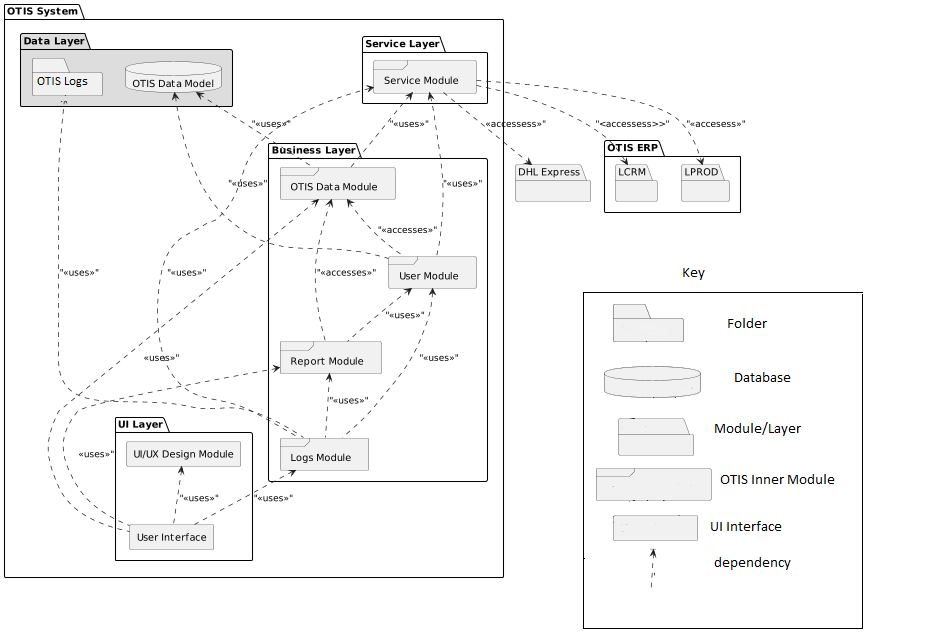 OTIS System
Data Layer
OTIS Logs
OTIS Data Model
Service Layer
Service Module
"«uses»"
"«uses»"
«accessess»"
"<accessess>>"
"«accesess»"
Business Layer
OTIS ERP
DHL Express
LCRM
LPROD
OTIS Data Module
"«uses»"
"«uses»"
"«accesses»"
"«uses»"
"«uses»"
"«accesses»"
User Module
Key
"«uses»"
Folder
«uses»"
Report Module
"«uses»"
Database
"«uses»"
UI Layer
Module/Layer
UI/UX Design Module
«uses»"
Logs Module
OTIS Inner Module
"«uses»"
"«uses»"
User Interface
UI Interface
dependency